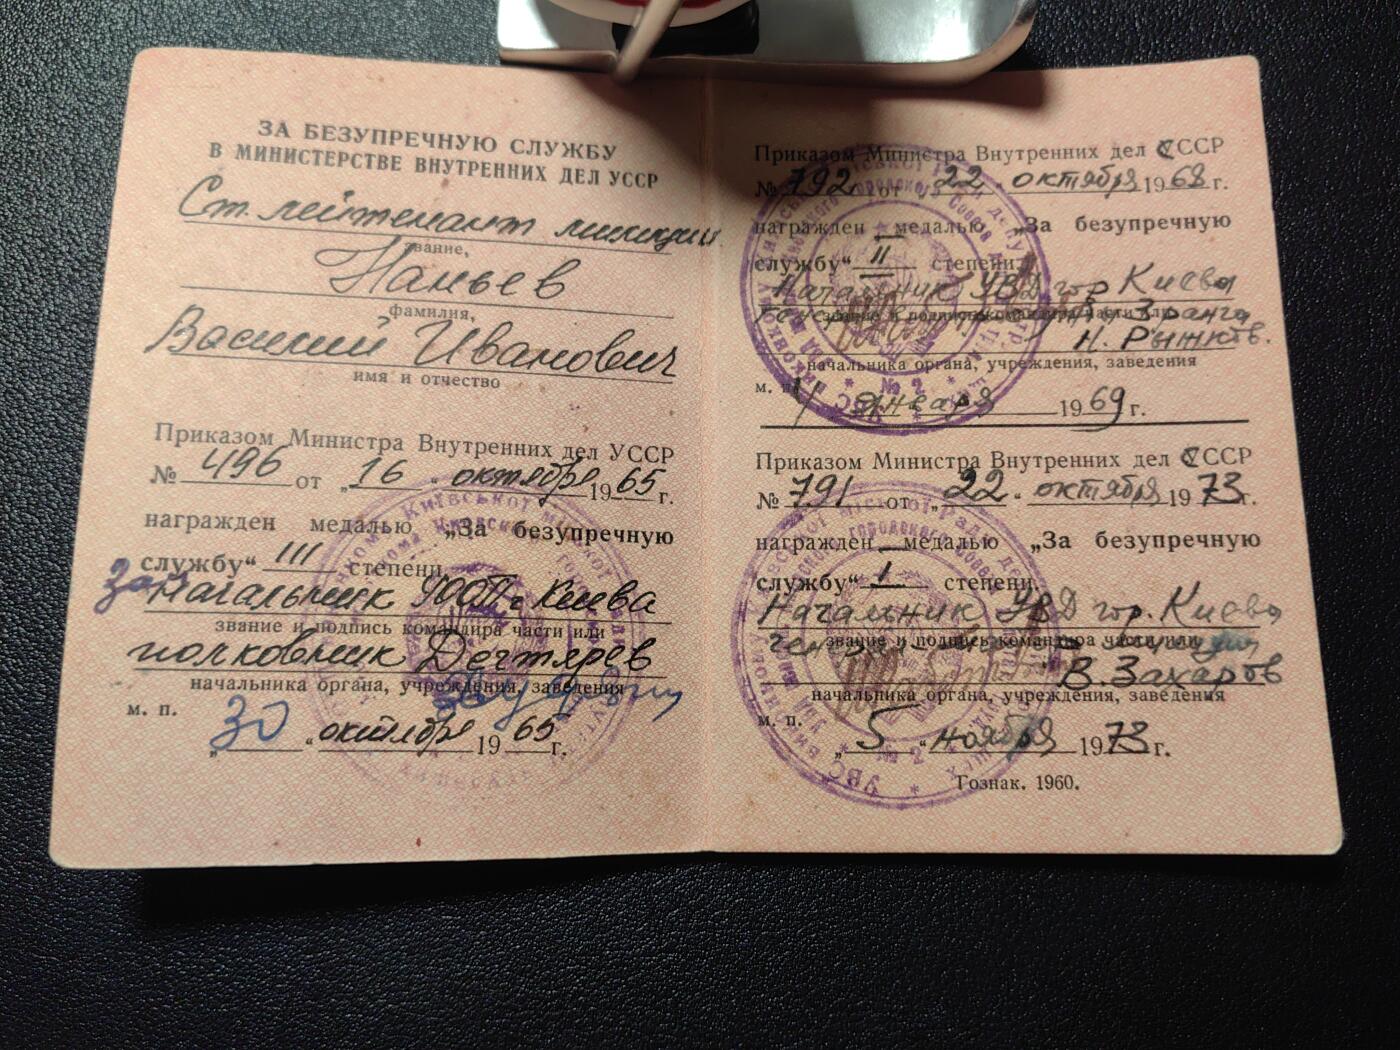 ЗА БЕЗУПРЕЧНУЮ СЛУЖБУ
В МИНИСТЕРСТВЕ ВНУТРЕННИХ ДЕЛ УССР
Ст. лейтенант милиции
звание,
Наньев
фамилия,
Василий Иванович
имя и отчество
Приказом Министра Внутренних дел УССР
№ 496 от „16“ октября 1965 г.
награжден медалью „За безупречную
службу“ III степени
Зам Начальник УООП г. Киева
звание и подпись командира части или
полковник Дегтярев
начальника органа, учреждения, заведения
м. п.
„30“ октября 1965 г.
Приказом Министра Внутренних дел СССР
№ 792 от 22 октября 1968 г.
награжден медалью „За безупречную
службу“ II степени
Начальник УВД гор. Киева
звание и подпись командира части или
ранга
Н. Рыжков.
начальника органа, учреждения, заведения
м. п. 4 января 1969 г.
Приказом Министра Внутренних дел СССР
№ 791 от „22“ октября 1973 г.
награжден медалью „За безупречную
службу“ I степени
Начальник УВД гор. Киева
звание и подпись командира части или
В. Захаров
начальника органа, учреждения, заведения
м. п.
„5“ ноября 1973 г.
Гознак. 1960.